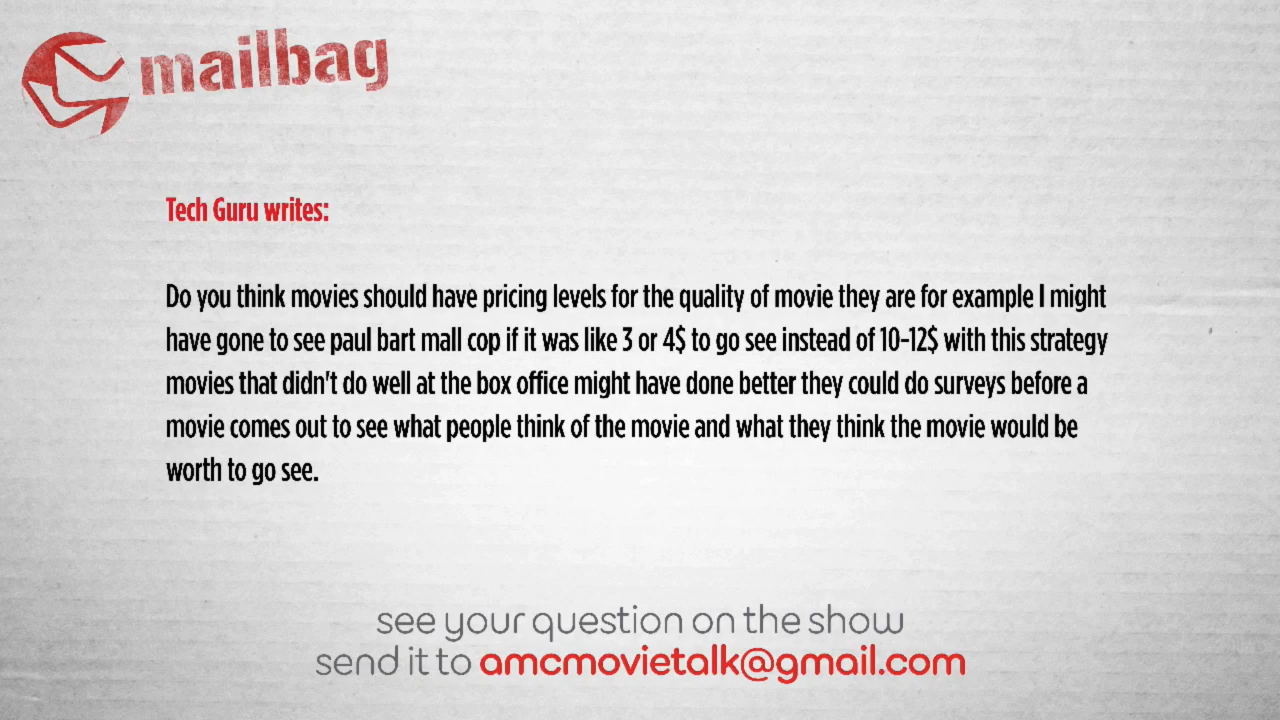 mailbag
Tech Guru writes:
Do you think movies should have pricing levels for the quality of movie they are for example I might
have gone to see paul bart mall cop if it was like 3 or 4$ to go see instead of 10-12$ with this strategy
movies that didn't do well at the box office might have done better they could do surveys before a
movie comes out to see what people think of the movie and what they think the movie would be
worth to go see.
see your question on the show
send it to amcmovietalk@gmail.com